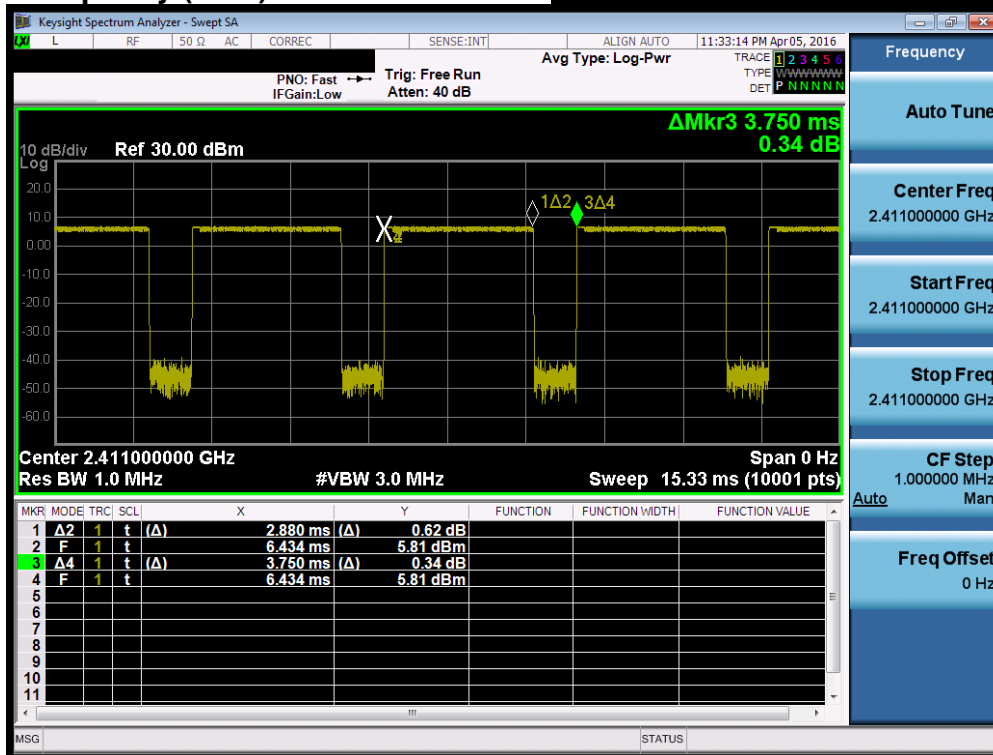 Keysight Spectrum Analyzer - Swept SA
LXI L RF 50 Ω AC CORREC SENSE:INT ALIGN AUTO 11:33:14 PM Apr 05, 2016
Avg Type: Log-Pwr TRACE 1 2 3 4 5 6
PNO: Fast Trig: Free Run TYPE WWWWWW
IFGain:Low Atten: 40 dB DET P N N N N N
ΔMkr3 3.750 ms
0.34 dB
10 dB/div Ref 30.00 dBm
Log
20.0
1Δ2 3Δ4
10.0
X 4
0.00
-10.0
-20.0
-30.0
-40.0
-50.0
-60.0
Center 2.411000000 GHz Span 0 Hz
Res BW 1.0 MHz #VBW 3.0 MHz Sweep 15.33 ms (10001 pts)
MKR MODE TRC SCL X Y FUNCTION FUNCTION WIDTH FUNCTION VALUE
1 Δ2 1 t (Δ) 2.880 ms (Δ) 0.62 dB
2 F 1 t 6.434 ms 5.81 dBm
3 Δ4 1 t (Δ) 3.750 ms (Δ) 0.34 dB
4 F 1 t 6.434 ms 5.81 dBm
5
6
7
8
9
10
11
MSG STATUS
Frequency
Auto Tune
Center Freq
2.411000000 GHz
Start Freq
2.411000000 GHz
Stop Freq
2.411000000 GHz
CF Step
1.000000 MHz
Auto Man
Freq Offset
0 Hz